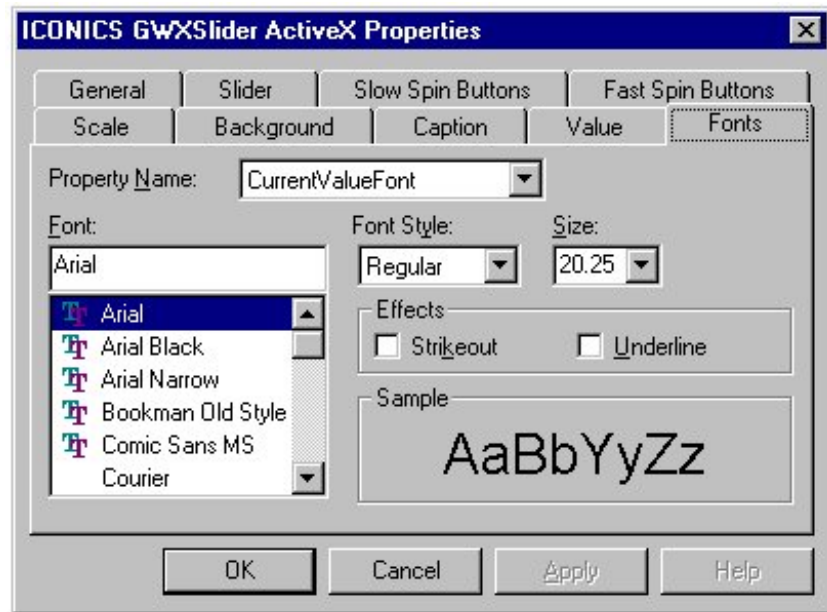 ICONICS GWXSlider ActiveX Properties
General Slider Slow Spin Buttons Fast Spin Buttons
Scale Background Caption Value Fonts
Property Name: CurrentValueFont
Font: Font Style: Size:
Arial Regular 20.25
Arial
Arial Black
Arial Narrow
Bookman Old Style
Comic Sans MS
Courier
Effects
Strikeout Underline
Sample
AaBbYyZz
OK Cancel Apply Help